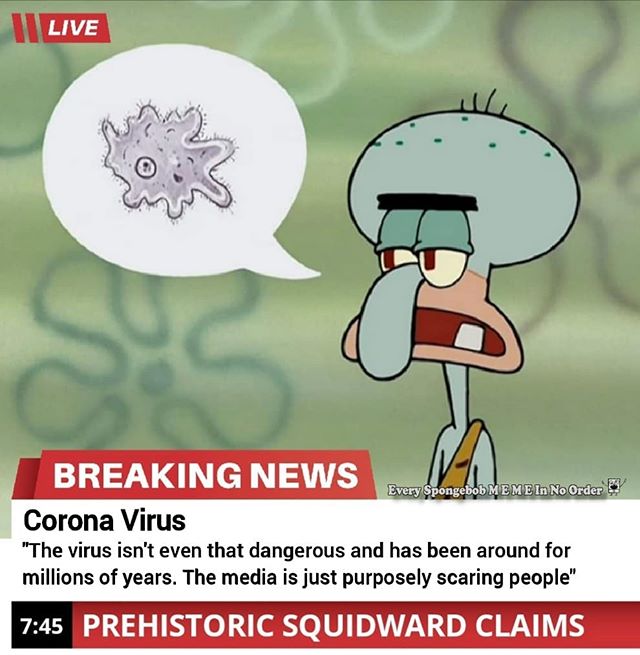 LIVE
BREAKING NEWS
Every Spongebob MEME In No Order
Corona Virus
"The virus isn't even that dangerous and has been around for
millions of years. The media is just purposely scaring people"
7:45 PREHISTORIC SQUIDWARD CLAIMS